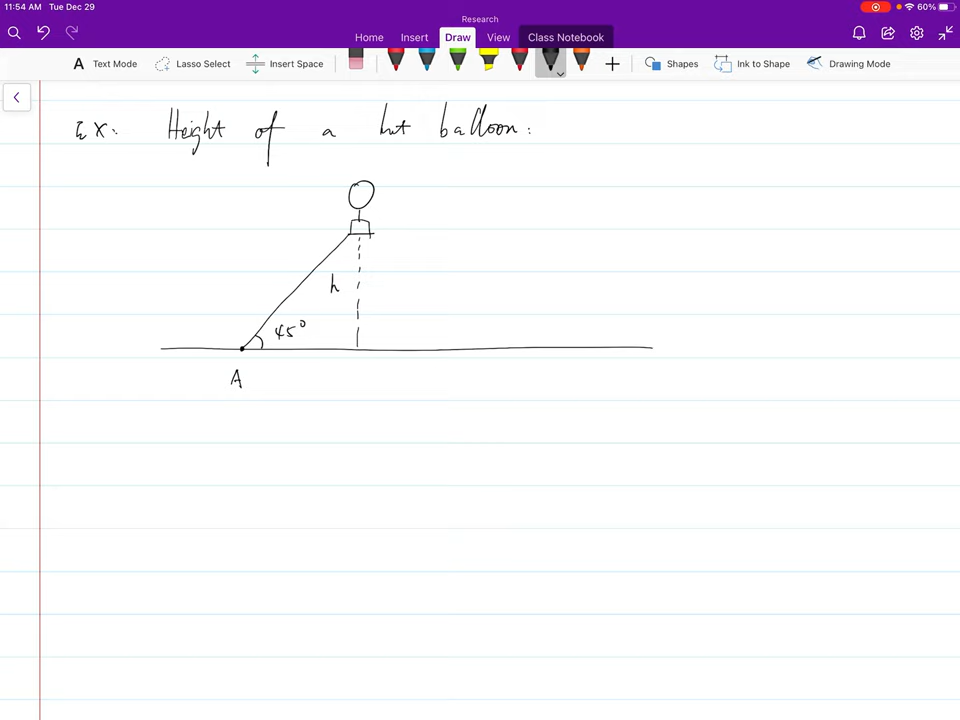 11:54 AM Tue Dec 29
60%
Research
Home Insert Draw View Class Notebook
A Text Mode Lasso Select Insert Space Shapes Ink to Shape Drawing Mode
Ex: Height of a hot balloon:
h
45°
A